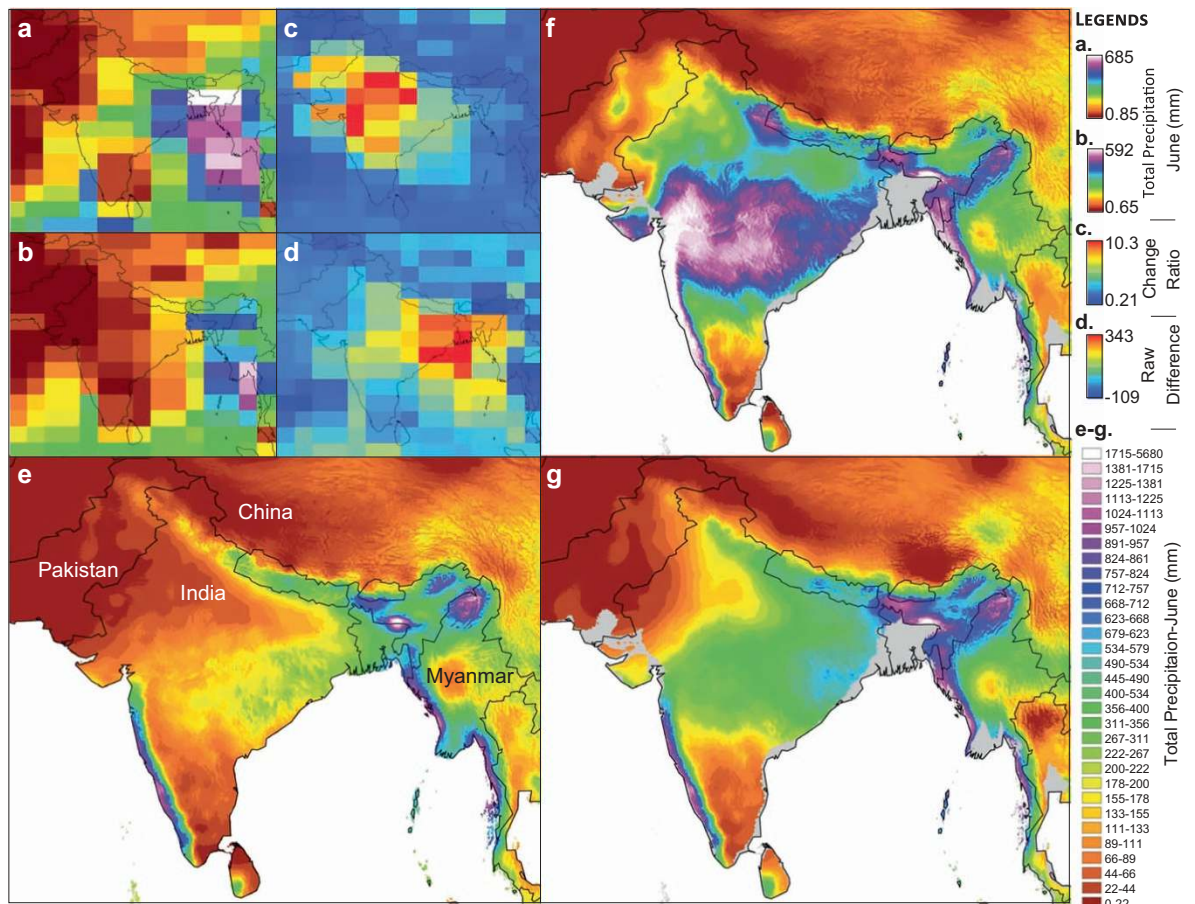 a
c
f
b
d
e
g
China
Pakistan
India
Myanmar
LEGENDS
a.
685
0.85
b.
592
0.65
Total Precipitation
June (mm)
c.
10.3
0.21
Change
Ratio
d.
343
-109
Raw
Difference
e-g.
1715-5680
1381-1715
1225-1381
1113-1225
1024-1113
957-1024
891-957
824-861
757-824
712-757
668-712
623-668
679-623
534-579
490-534
445-490
400-534
356-400
311-356
267-311
222-267
200-222
178-200
155-178
133-155
111-133
89-111
66-89
44-66
22-44
0-22
Total Precipitaion-June (mm)